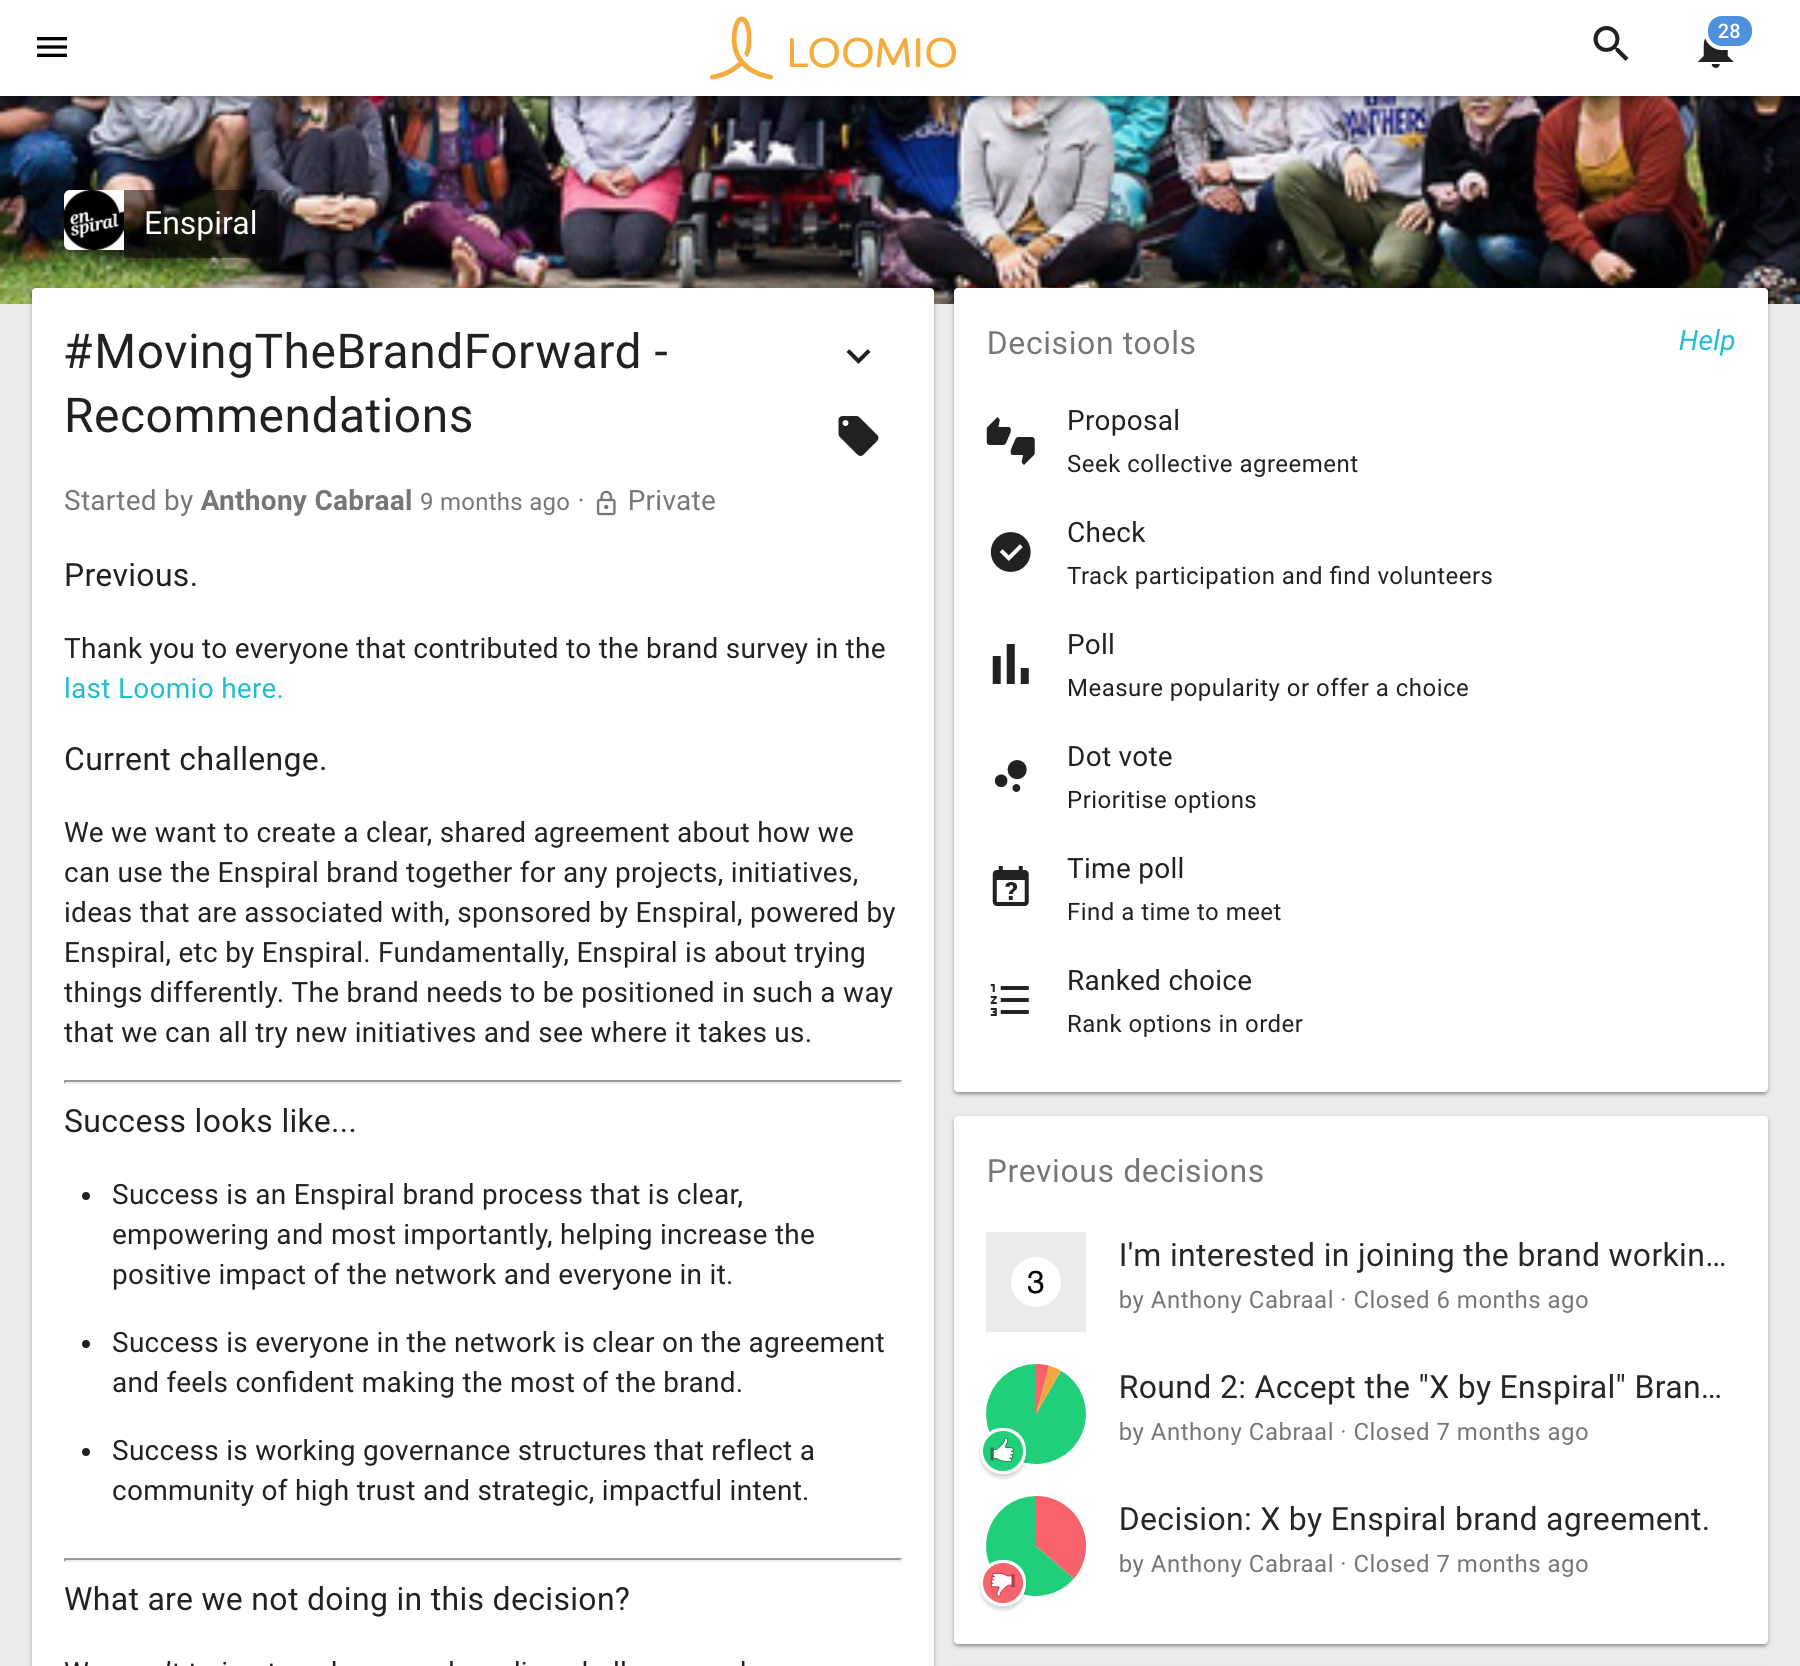 LOOMIO
28
PANTHERS
en
spiral
Enspiral
#MovingTheBrandForward -
Recommendations
Started by Anthony Cabraal 9 months ago · Private
Previous.
Thank you to everyone that contributed to the brand survey in the
last Loomio here.
Current challenge.
We we want to create a clear, shared agreement about how we
can use the Enspiral brand together for any projects, initiatives,
ideas that are associated with, sponsored by Enspiral, powered by
Enspiral, etc by Enspiral. Fundamentally, Enspiral is about trying
things differently. The brand needs to be positioned in such a way
that we can all try new initiatives and see where it takes us.
Success looks like...
• Success is an Enspiral brand process that is clear,
empowering and most importantly, helping increase the
positive impact of the network and everyone in it.
• Success is everyone in the network is clear on the agreement
and feels confident making the most of the brand.
• Success is working governance structures that reflect a
community of high trust and strategic, impactful intent.
What are we not doing in this decision?
Decision tools
Help
Proposal
Seek collective agreement
Check
Track participation and find volunteers
Poll
Measure popularity or offer a choice
Dot vote
Prioritise options
?
Time poll
Find a time to meet
1
2
3
Ranked choice
Rank options in order
Previous decisions
3
I'm interested in joining the brand workin...
by Anthony Cabraal · Closed 6 months ago
Round 2: Accept the "X by Enspiral" Bran...
by Anthony Cabraal · Closed 7 months ago
Decision: X by Enspiral brand agreement.
by Anthony Cabraal · Closed 7 months ago